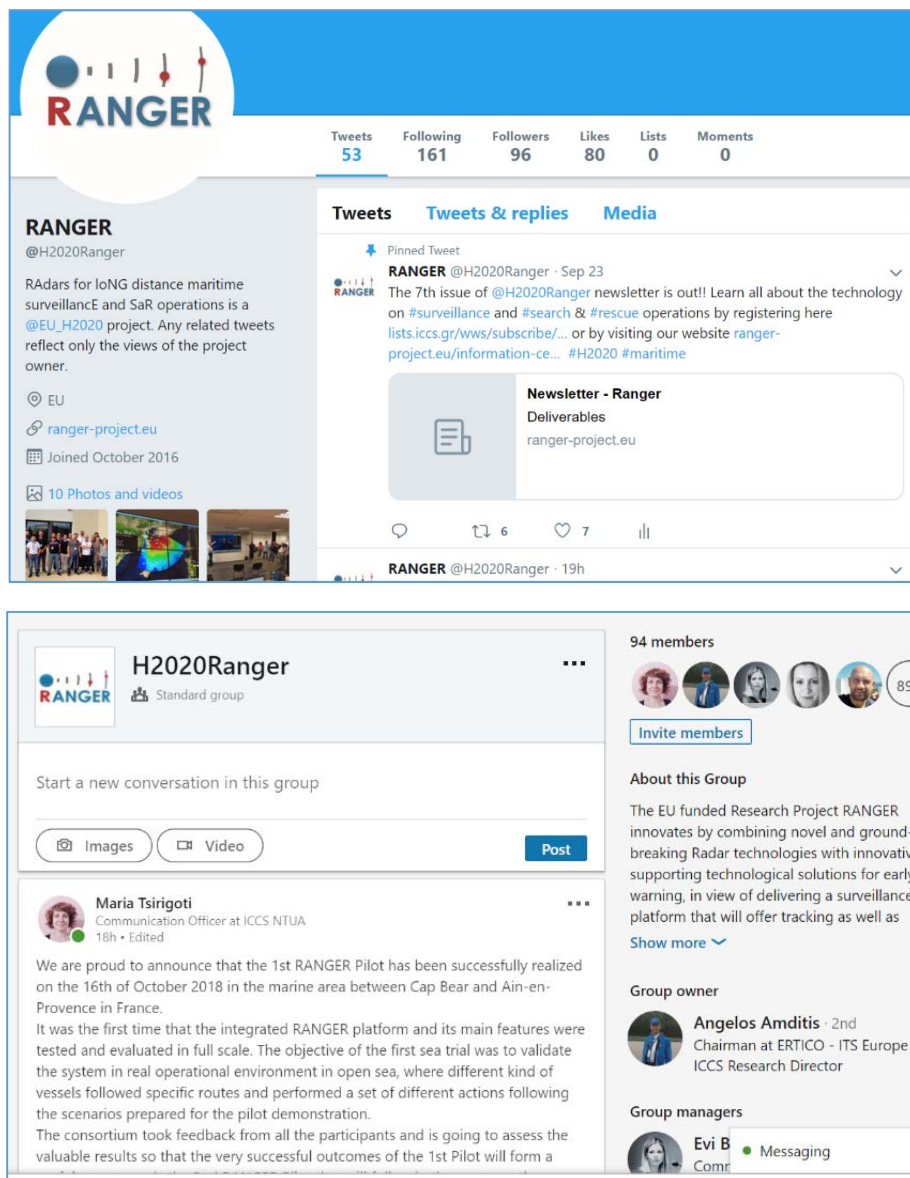 RANGER
Tweets Following Followers Likes Lists Moments
53 161 96 80 0 0
RANGER
@H2020Ranger
RAdars for loNG distance maritime
surveillancE and SaR operations is a
@EU_H2020 project. Any related tweets
reflect only the views of the project
owner.
EU
ranger-project.eu
Joined October 2016
10 Photos and videos
Tweets Tweets & replies Media
Pinned Tweet
RANGER
RANGER @H2020Ranger · Sep 23
The 7th issue of @H2020Ranger newsletter is out!! Learn all about the technology
on #surveillance and #search & #rescue operations by registering here
lists.iccs.gr/wws/subscribe/... or by visiting our website ranger-
project.eu/information-ce... #H2020 #maritime
Newsletter - Ranger
Deliverables
ranger-project.eu
6 7
RANGER @H2020Ranger · 19h
RANGER
H2020Ranger
Standard group
Start a new conversation in this group
Images Video Post
Maria Tsirigoti
Communication Officer at ICCS NTUA
18h • Edited
We are proud to announce that the 1st RANGER Pilot has been successfully realized
on the 16th of October 2018 in the marine area between Cap Bear and Ain-en-
Provence in France.
It was the first time that the integrated RANGER platform and its main features were
tested and evaluated in full scale. The objective of the first sea trial was to validate
the system in real operational environment in open sea, where different kind of
vessels followed specific routes and performed a set of different actions following
the scenarios prepared for the pilot demonstration.
The consortium took feedback from all the participants and is going to assess the
valuable results so that the very successful outcomes of the 1st Pilot will form a
94 members
89
Invite members
About this Group
The EU funded Research Project RANGER
innovates by combining novel and ground-
breaking Radar technologies with innovativ
supporting technological solutions for early
warning, in view of delivering a surveillance
platform that will offer tracking as well as
Show more
Group owner
Angelos Amditis · 2nd
Chairman at ERTICO - ITS Europe
ICCS Research Director
Group managers
Evi B
Comr
Messaging